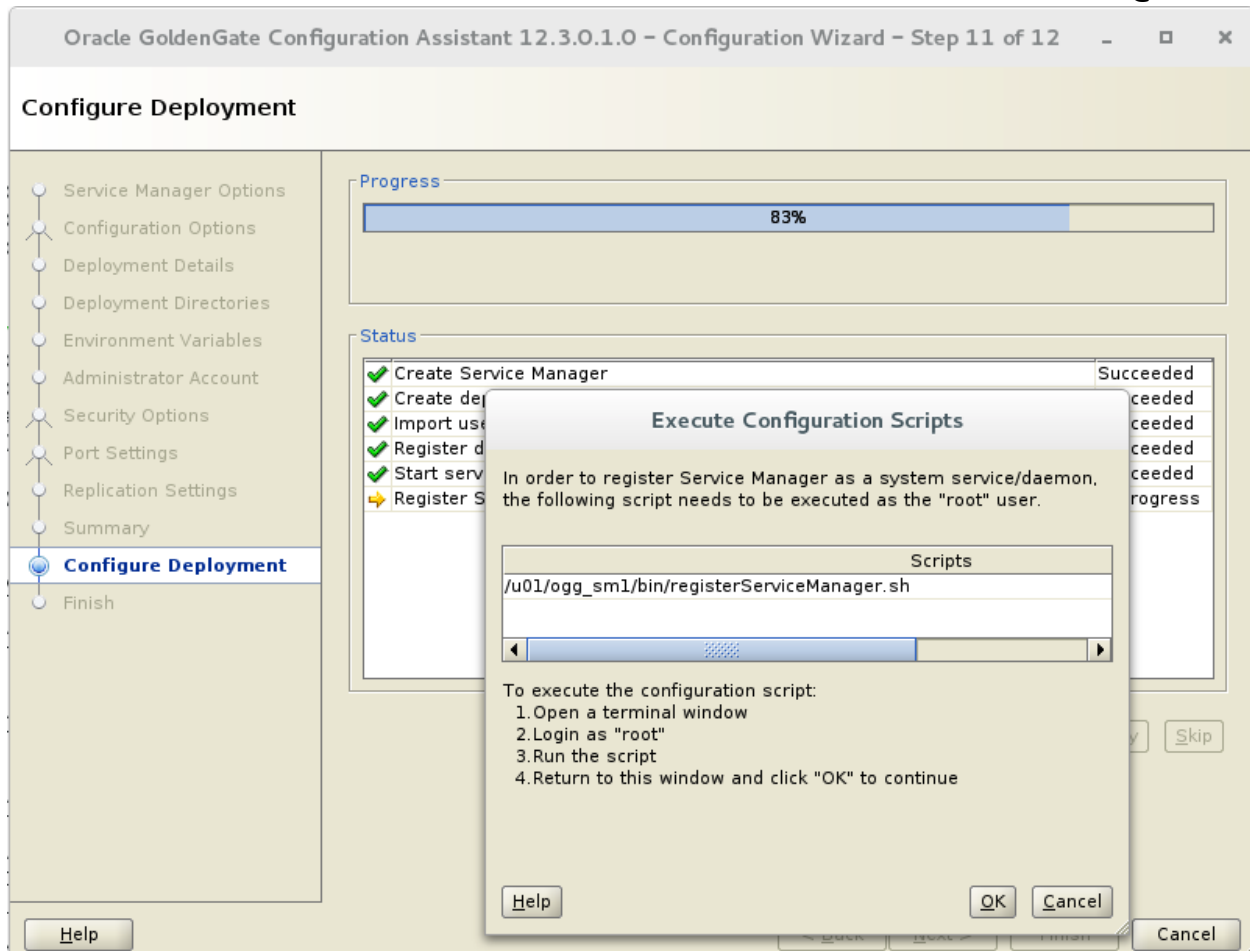 Oracle GoldenGate Configuration Assistant 12.3.0.1.0 – Configuration Wizard – Step 11 of 12
Configure Deployment
Service Manager Options
Configuration Options
Deployment Details
Deployment Directories
Environment Variables
Administrator Account
Security Options
Port Settings
Replication Settings
Summary
Configure Deployment
Finish
Progress
83%
Status
Create Service Manager Succeeded
Create de ceeded
Import use ceeded
Register d ceeded
Start serv ceeded
Register S rogress
Execute Configuration Scripts
In order to register Service Manager as a system service/daemon,
the following script needs to be executed as the "root" user.
Scripts
/u01/ogg_sm1/bin/registerServiceManager.sh
To execute the configuration script:
1.Open a terminal window
2.Login as "root"
3.Run the script
4.Return to this window and click "OK" to continue
Help
OK
Cancel
y
Skip
Help
Cancel